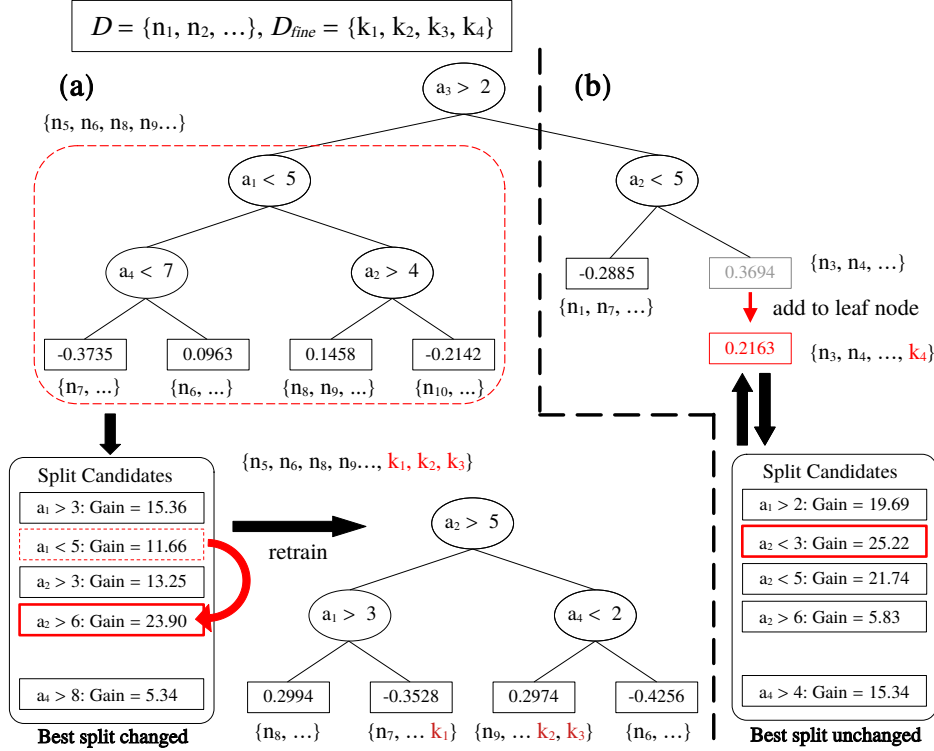 D = {n1, n2, …}, Dfine = {k1, k2, k3, k4}
(a)
(b)
a3 > 2
{n5, n6, n8, n9…}
a1 < 5
a2 < 5
a4 < 7
a2 > 4
-0.2885
0.3694
{n3, n4, …}
{n1, n7, …}
add to leaf node
-0.3735
0.0963
0.1458
-0.2142
0.2163
{n3, n4, …, k4}
{n7, …}
{n6, …}
{n8, n9, …}
{n10, …}
{n5, n6, n8, n9…, k1, k2, k3}
Split Candidates
a1 > 3: Gain = 15.36
a1 < 5: Gain = 11.66
a2 > 3: Gain = 13.25
a2 > 6: Gain = 23.90
a4 > 8: Gain = 5.34
Best split changed
retrain
a2 > 5
a1 > 3
a4 < 2
0.2994
-0.3528
0.2974
-0.4256
{n8, …}
{n7, … k1}
{n9, … k2, k3}
{n6, …}
Split Candidates
a1 > 2: Gain = 19.69
a2 < 3: Gain = 25.22
a2 < 5: Gain = 21.74
a2 > 6: Gain = 5.83
a4 > 4: Gain = 15.34
Best split unchanged